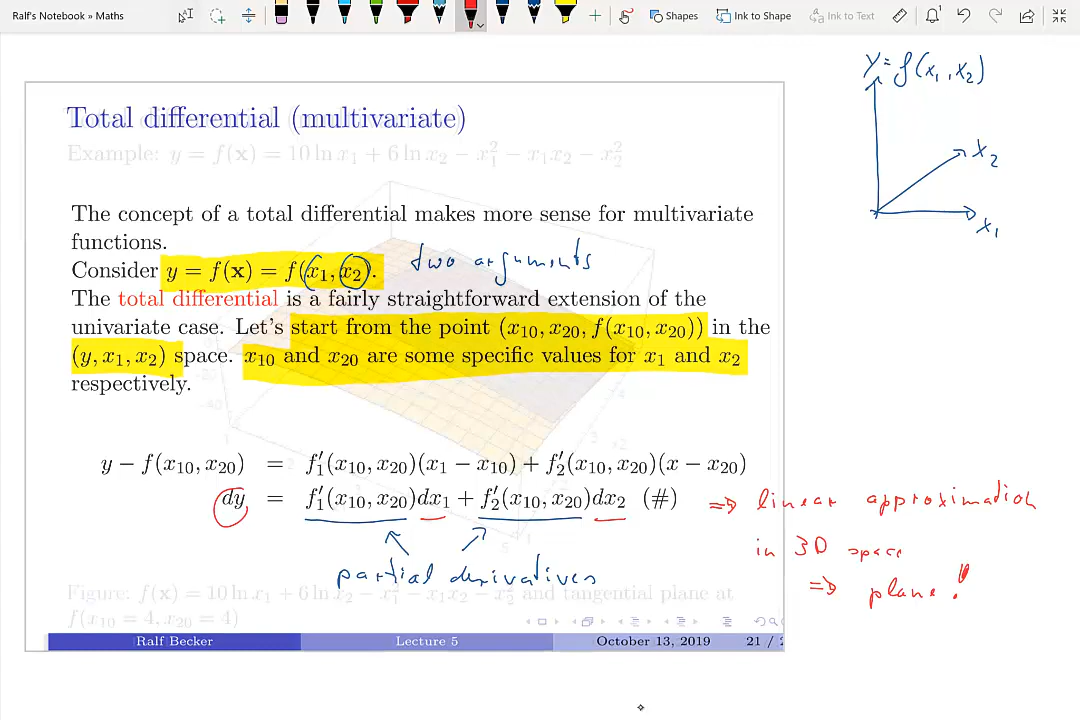 Ralf's Notebook » Maths
Shapes
Ink to Shape
Ink to Text
y = f(x₁, x₂)
x₂
x₁
Total differential (multivariate)
Example: y = f(𝐱) = 10 ln x₁ + 6 ln x₂ − x₁² − x₁x₂ − x₂²
The concept of a total differential makes more sense for multivariate
functions.
Consider y = f(𝐱) = f(x₁, x₂). two arguments
The total differential is a fairly straightforward extension of the
univariate case. Let's start from the point (x₁₀, x₂₀, f(x₁₀, x₂₀)) in the
(y, x₁, x₂) space. x₁₀ and x₂₀ are some specific values for x₁ and x₂
respectively.
y − f(x₁₀, x₂₀) = f′₁(x₁₀, x₂₀)(x₁ − x₁₀) + f′₂(x₁₀, x₂₀)(x − x₂₀)
dy = f′₁(x₁₀, x₂₀)dx₁ + f′₂(x₁₀, x₂₀)dx₂ (#) ⇒ linear approximation
in 3D space
⇒ plane!
partial derivatives
Figure: f(𝐱) = 10 ln x₁ + 6 ln x₂ − x₁² − x₁x₂ − x₂² and tangential plane at
f(x₁₀ = 4, x₂₀ = 4)
Ralf Becker Lecture 5 October 13, 2019 21 /